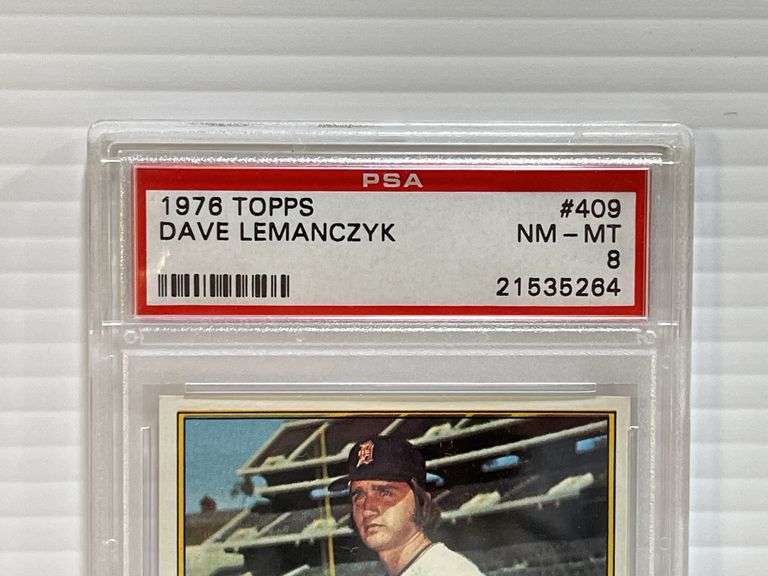 PSA
1976 TOPPS #409
DAVE LEMANCZYK NM - MT
8
21535264